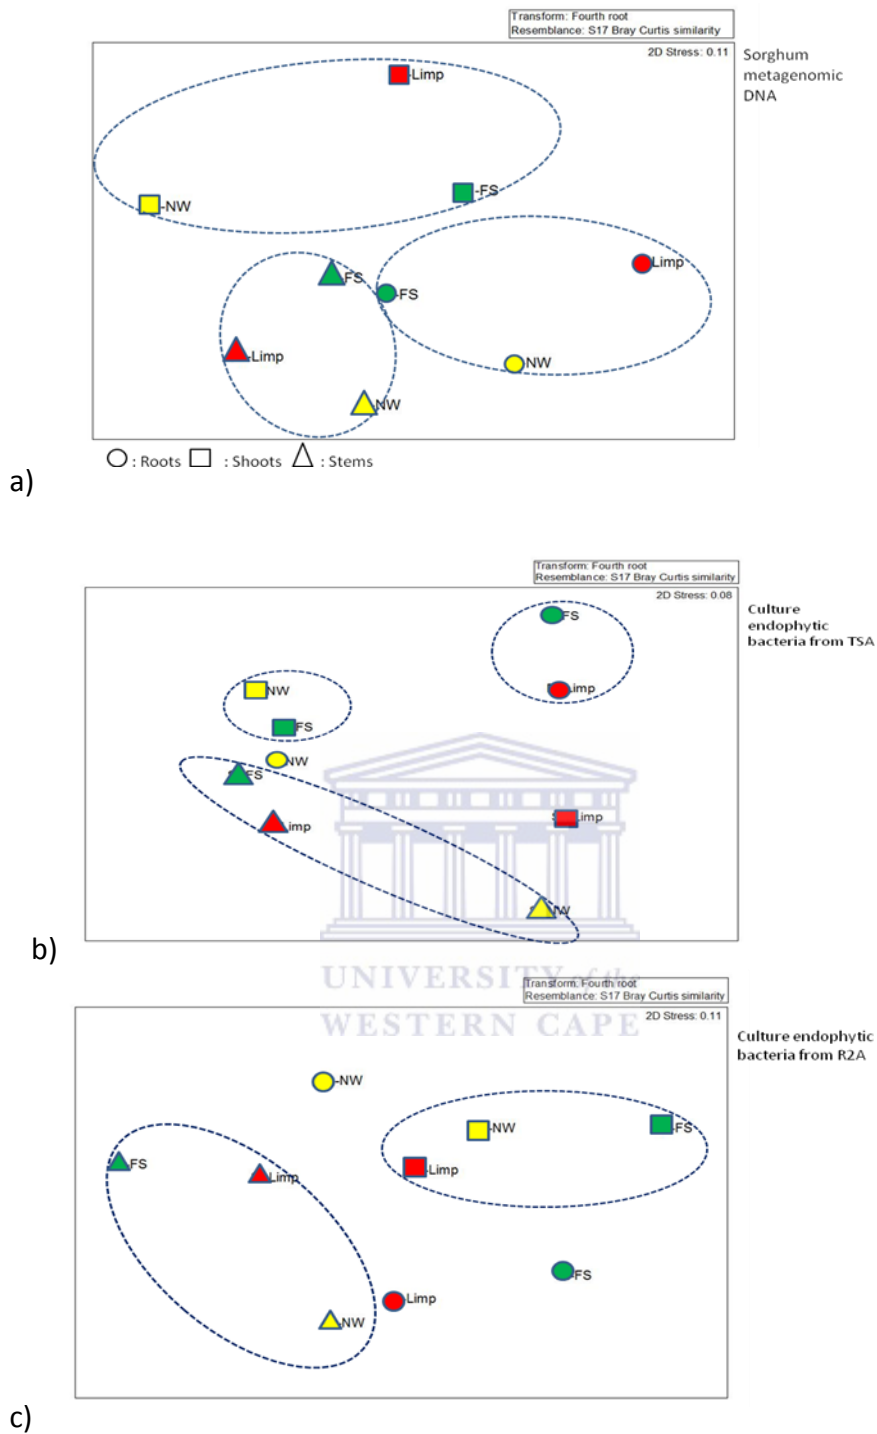 Transform: Fourth root
Resemblance: S17 Bray Curtis similarity
2D Stress: 0.11
Sorghum
metagenomic
DNA
-Limp
-NW
-FS
FS
-FS
Limp
-Limp
NW
NW
: Roots : Shoots : Stems
a)
Transform: Fourth root
Resemblance: S17 Bray Curtis similarity
2D Stress: 0.08
Culture
endophytic
bacteria from TSA
FS
Limp
NW
FS
NW
FS
Limp
Limp
NW
b)
UNIVERSITY of the
WESTERN CAPE
Transform: Fourth root
Resemblance: S17 Bray Curtis similarity
2D Stress: 0.11
Culture endophytic
bacteria from R2A
-NW
-NW
-FS
-FS
Limp
-Limp
-FS
-Limp
-NW
c)